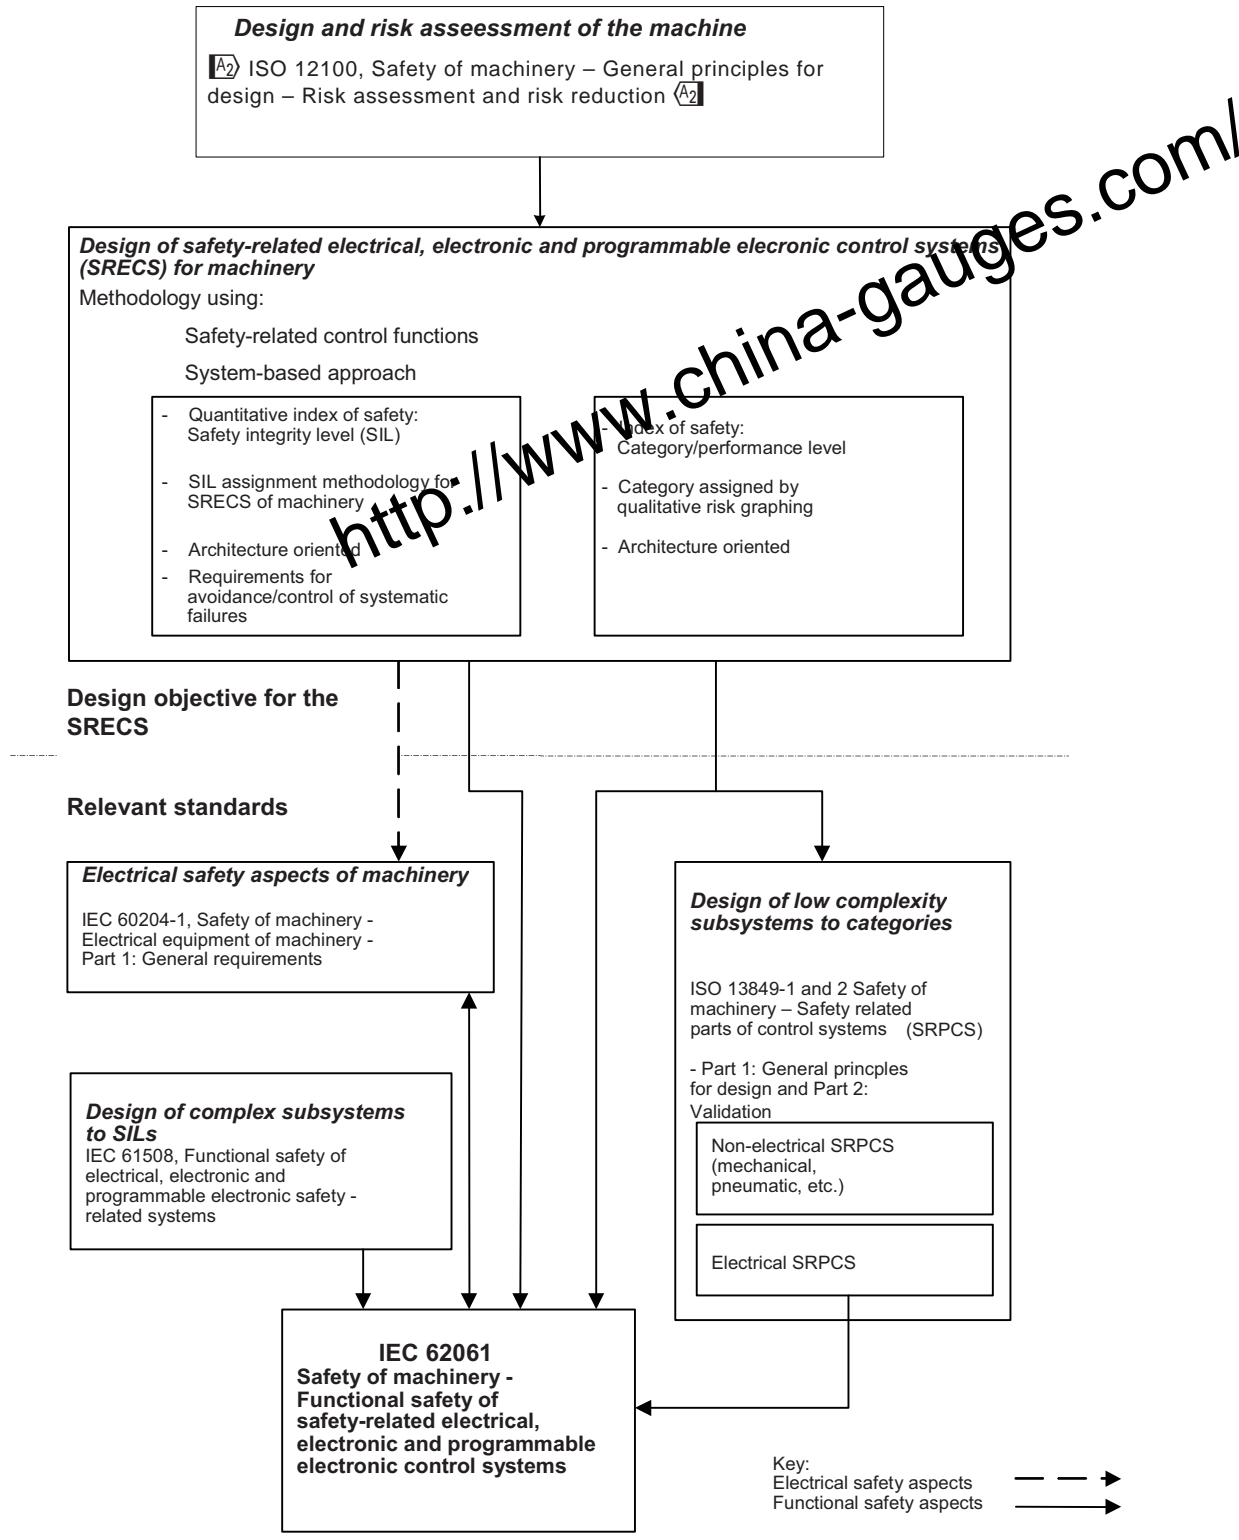 Design and risk asseessment of the machine
A2 ISO 12100, Safety of machinery – General principles for
design – Risk assessment and risk reduction A2
Design of safety-related electrical, electronic and programmable elecronic control systems
(SRECS) for machinery
Methodology using:
Safety-related control functions
System-based approach
- Quantitative index of safety:
Safety integrity level (SIL)
- SIL assignment methodology for
SRECS of machinery
- Architecture oriented
- Requirements for
avoidance/control of systematic
failures
- Index of safety:
Category/performance level
- Category assigned by
qualitative risk graphing
- Architecture oriented
http://www.china-gauges.com/
Design objective for the
SRECS
Relevant standards
Electrical safety aspects of machinery
IEC 60204-1, Safety of machinery -
Electrical equipment of machinery -
Part 1: General requirements
Design of complex subsystems
to SILs
IEC 61508, Functional safety of
electrical, electronic and
programmable electronic safety -
related systems
Design of low complexity
subsystems to categories
ISO 13849-1 and 2 Safety of
machinery – Safety related
parts of control systems (SRPCS)
- Part 1: General princples
for design and Part 2:
Validation
Non-electrical SRPCS
(mechanical,
pneumatic, etc.)
Electrical SRPCS
IEC 62061
Safety of machinery -
Functional safety of
safety-related electrical,
electronic and programmable
electronic control systems
Key:
Electrical safety aspects
Functional safety aspects